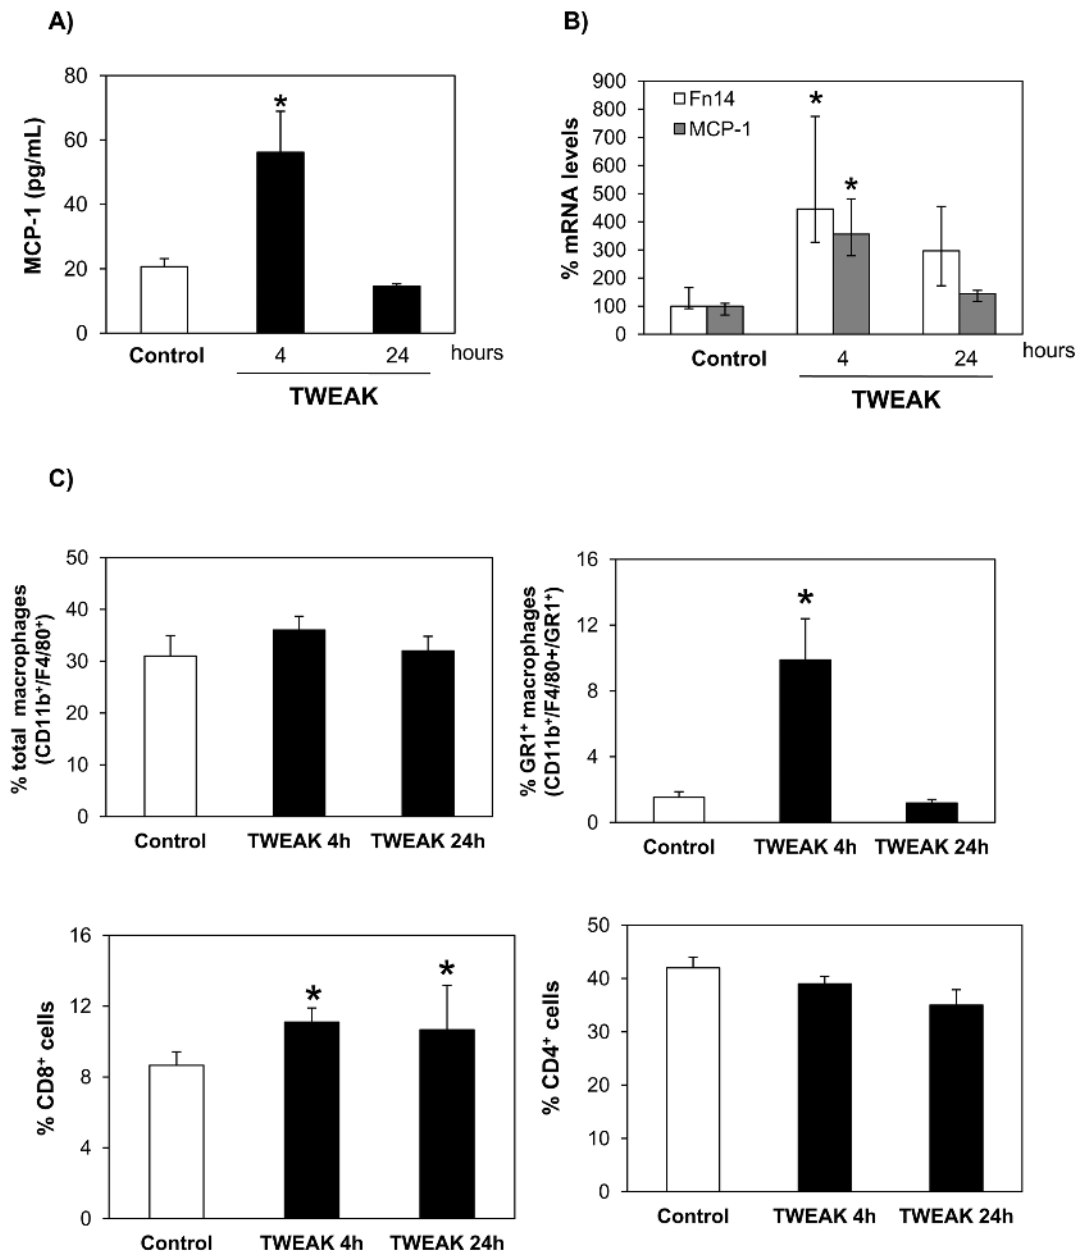 A)
MCP-1 (pg/mL)
80
60
40
20
0
*
Control
4
24
hours
TWEAK
B)
% mRNA levels
900
800
700
600
500
400
300
200
100
0
Fn14
MCP-1
*
*
Control
4
24
hours
TWEAK
C)
% total macrophages
(CD11b⁺/F4/80⁺)
50
40
30
20
10
0
Control
TWEAK 4h
TWEAK 24h
% GR1⁺ macrophages
(CD11b⁺/F4/80+/GR1⁺)
16
12
8
4
0
*
Control
TWEAK 4h
TWEAK 24h
% CD8⁺ cells
16
12
8
4
0
*
*
Control
TWEAK 4h
TWEAK 24h
% CD4⁺ cells
50
40
30
20
10
0
Control
TWEAK 4h
TWEAK 24h